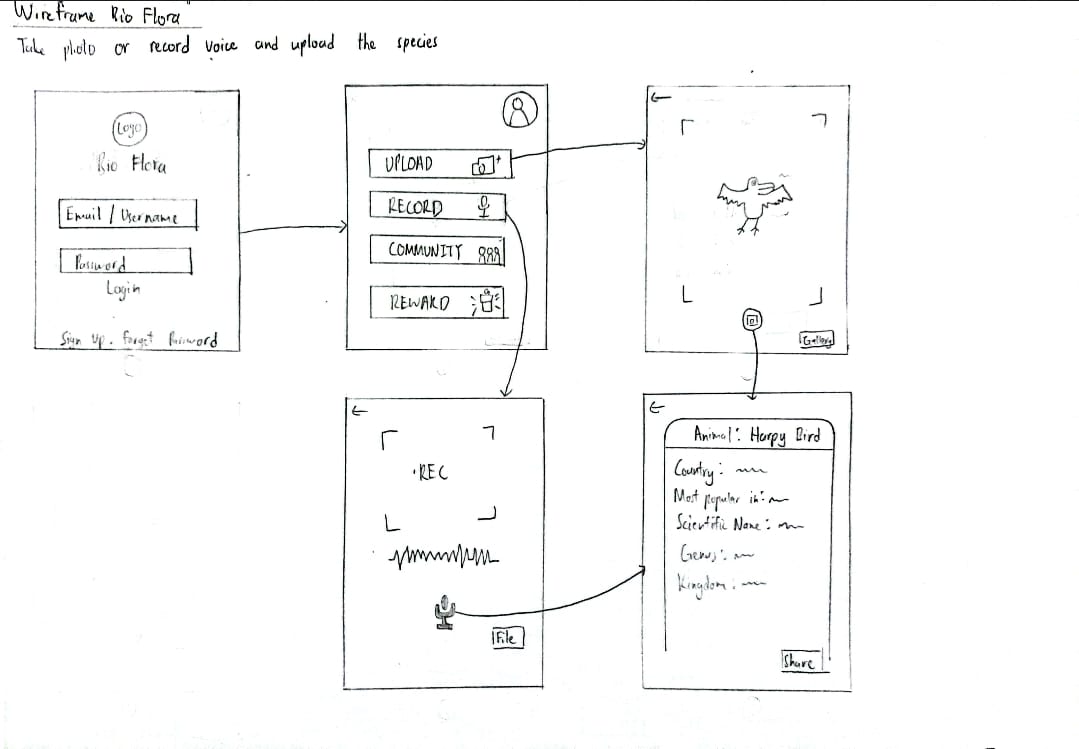 Wireframe Rio Flora"
Take photo or record voice and upload the species
Logo
Rio Flora
Email / Username
Password
Login
Sign Up. Forget Password
UPLOAD
RECORD
COMMUNITY
REWARD
Gallery
REC
File
Animal: Harpy Bird
Country:
Most popular in:
Scientific Name:
Genus:
Kingdom:
Share